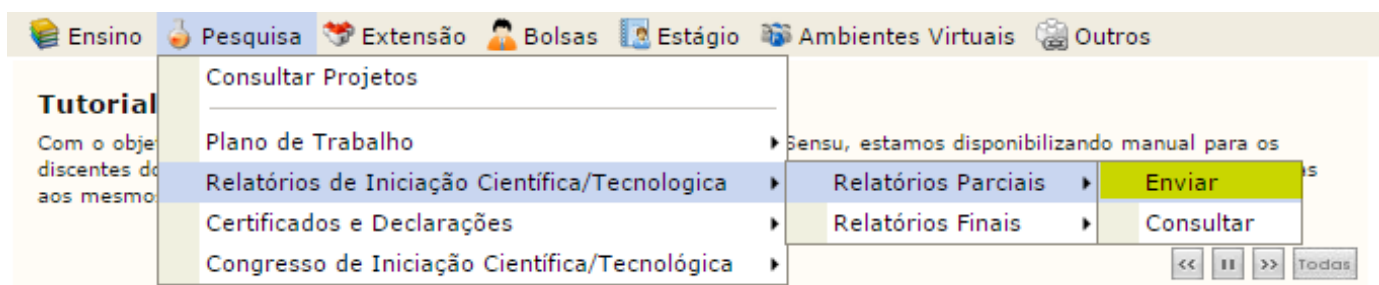 Ensino Pesquisa Extensão Bolsas Estágio Ambientes Virtuais Outros
Consultar Projetos
Tutorial
Com o obje
Plano de Trabalho
Sensu, estamos disponibilizando manual para os
discentes do
Relatórios de Iniciação Científica/Tecnologica
Relatórios Parciais
Enviar
aos mesmo
Certificados e Declarações
Relatórios Finais
Consultar
Congresso de Iniciação Científica/Tecnológica
<< >> Todas